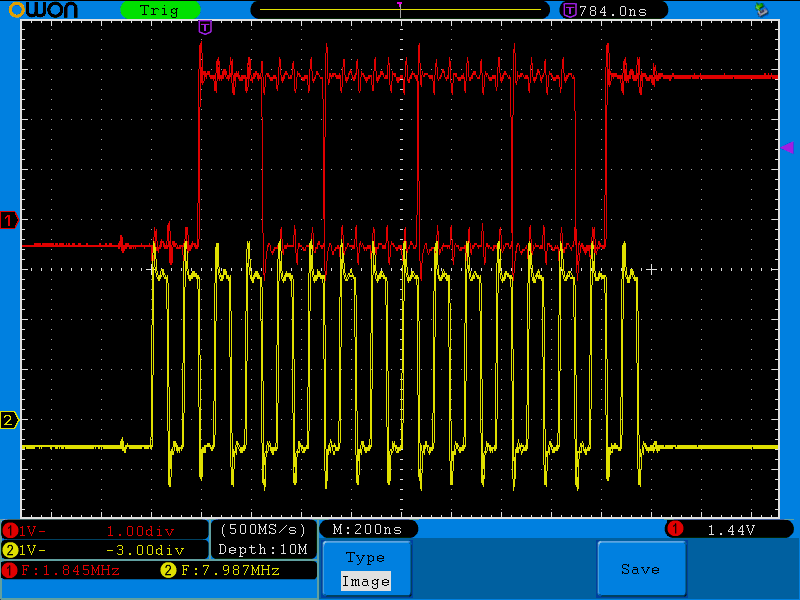 OWON Trig T T 784.0ns
T
1
2
1 1V- 1.00div (500MS/s) M:200ns 1 1.44V
2 1V- -3.00div Depth:10M
1 F:1.845MHz 2 F:7.987MHz
Type
Image
Save